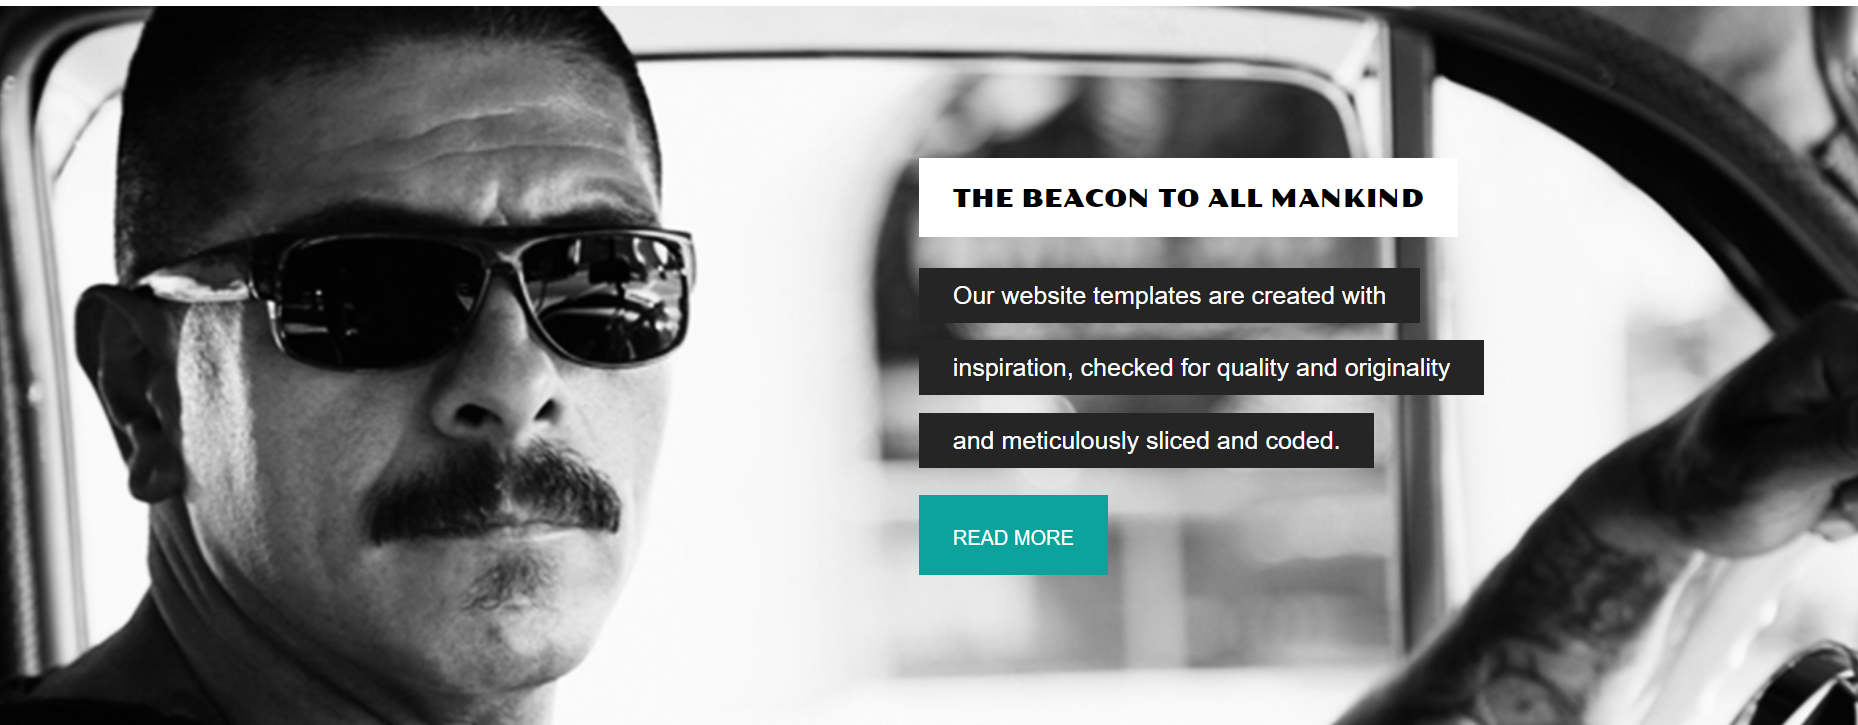 THE BEACON TO ALL MANKIND
Our website templates are created with
inspiration, checked for quality and originality
and meticulously sliced and coded.
READ MORE